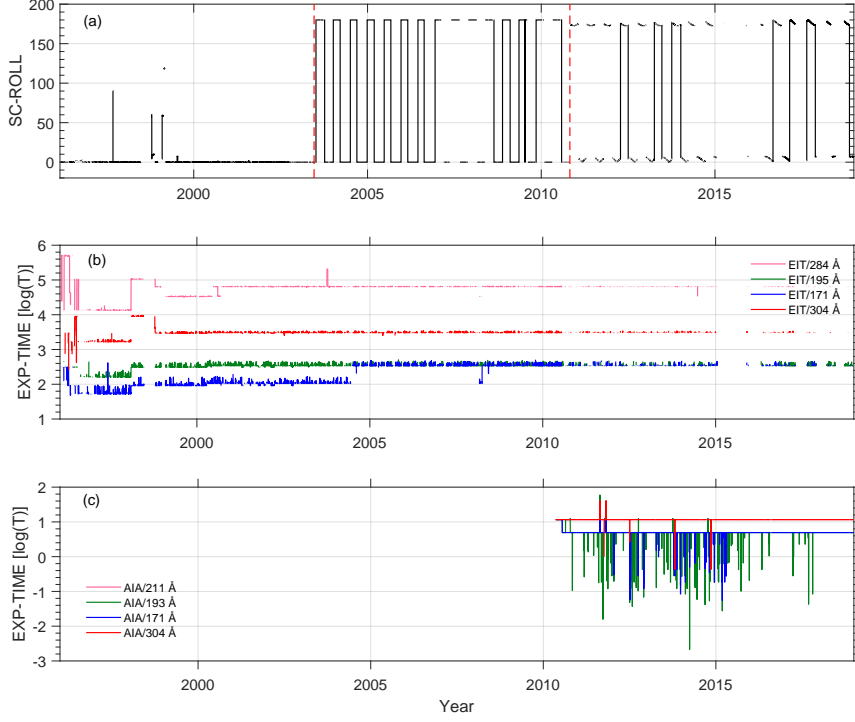 200
(a)
150
SC-ROLL
100
50
0
2000
2005
2010
2015
6
(b)
EIT/284 Å
5
EIT/195 Å
EIT/171 Å
4
EIT/304 Å
EXP-TIME [log(T)]
3
2
1
2000
2005
2010
2015
2
(c)
1
0
EXP-TIME [log(T)]
-1
AIA/211 Å
AIA/193 Å
-2
AIA/171 Å
AIA/304 Å
-3
2000
2005
2010
2015
Year